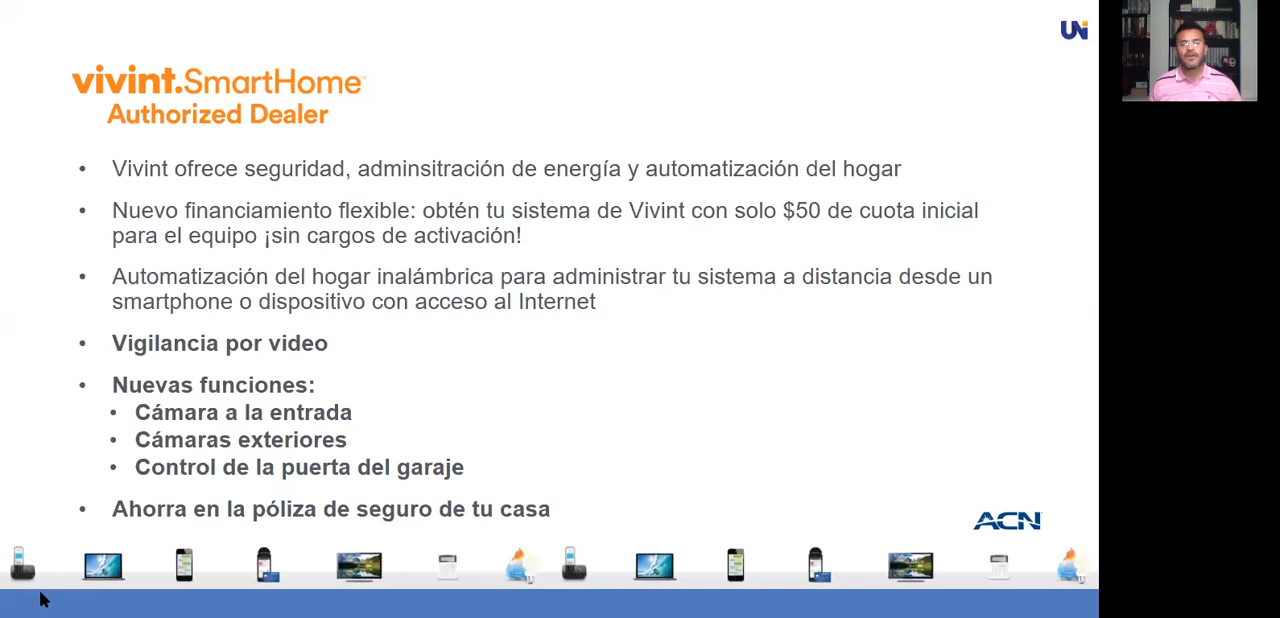 UN
vivint.SmartHome
Authorized Dealer
• Vivint ofrece seguridad, adminsitración de energía y automatización del hogar
• Nuevo financiamiento flexible: obtén tu sistema de Vivint con solo $50 de cuota inicial
para el equipo ¡sin cargos de activación!
• Automatización del hogar inalámbrica para administrar tu sistema a distancia desde un
smartphone o dispositivo con acceso al Internet
• Vigilancia por video
• Nuevas funciones:
• Cámara a la entrada
• Cámaras exteriores
• Control de la puerta del garaje
• Ahorra en la póliza de seguro de tu casa
ACN